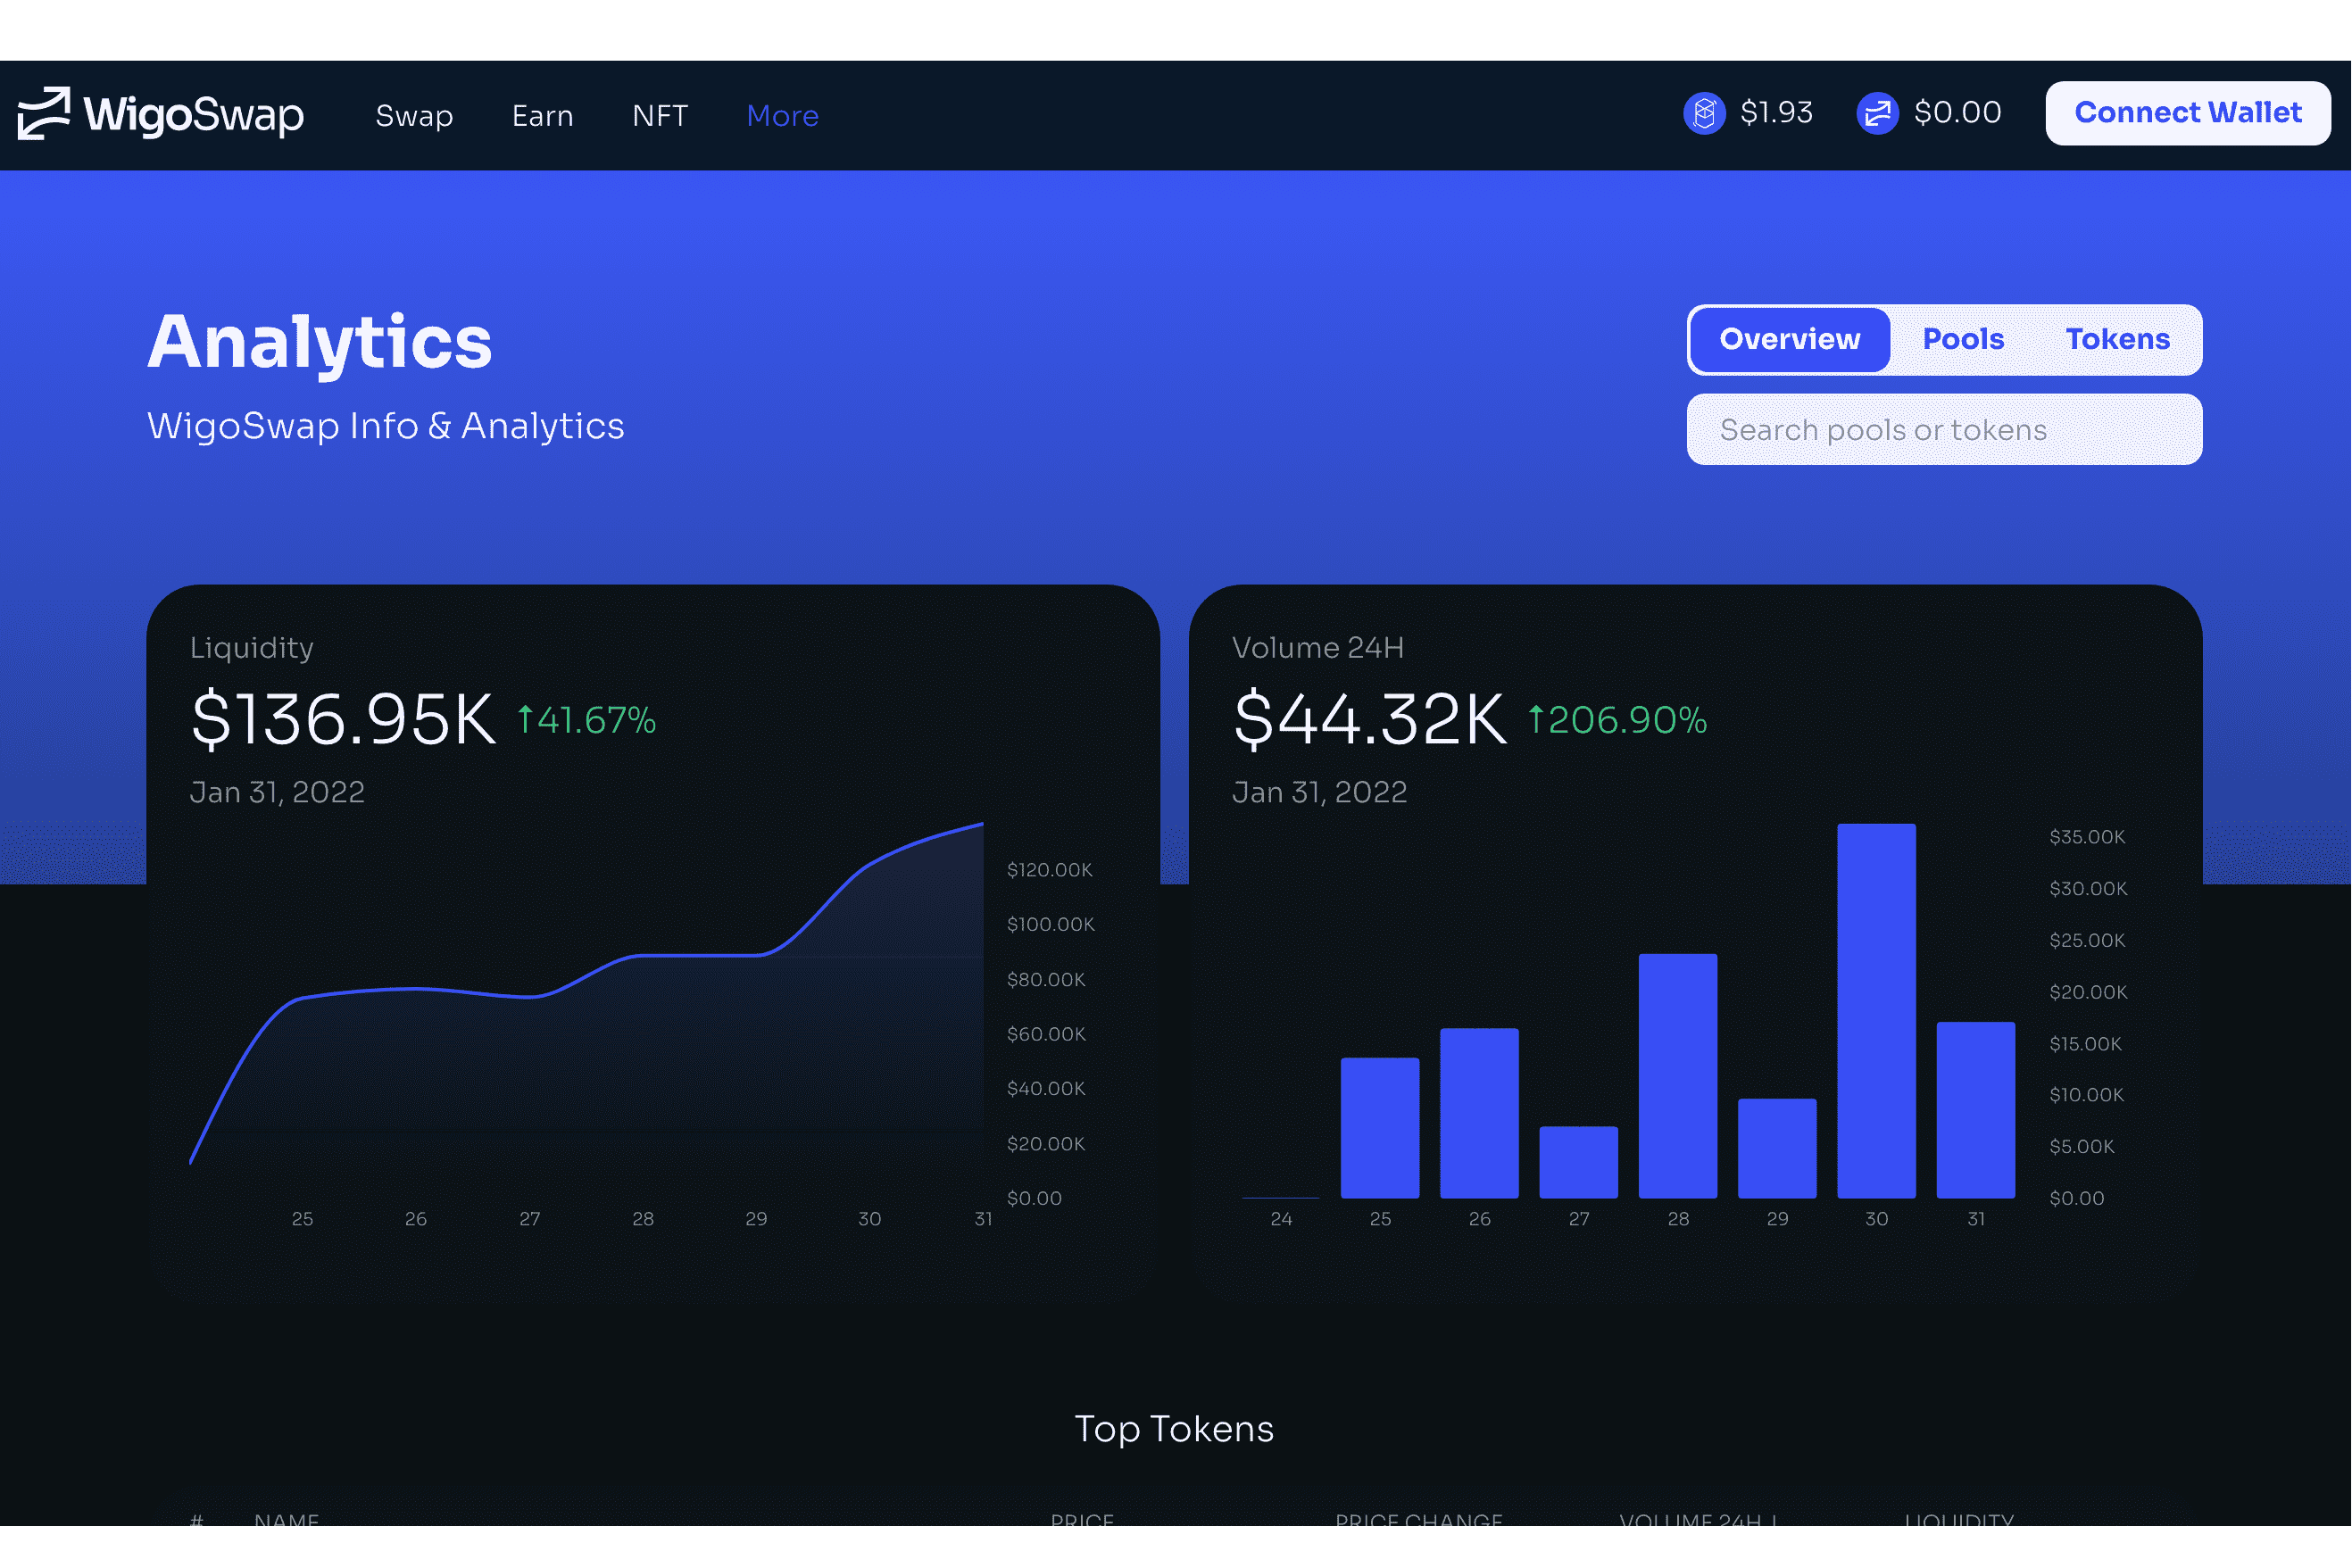 WigoSwap
Swap
Earn
NFT
More
$1.93
$0.00
Connect Wallet
Analytics
WigoSwap Info & Analytics
Overview
Pools
Tokens
Search pools or tokens
Liquidity
$136.95K ↑41.67%
Jan 31, 2022
$120.00K
$100.00K
$80.00K
$60.00K
$40.00K
$20.00K
$0.00
25 26 27 28 29 30 31
Volume 24H
$44.32K ↑206.90%
Jan 31, 2022
$35.00K
$30.00K
$25.00K
$20.00K
$15.00K
$10.00K
$5.00K
$0.00
24 25 26 27 28 29 30 31
Top Tokens
# NAME PRICE PRICE CHANGE VOLUME 24H ↓ LIQUIDITY